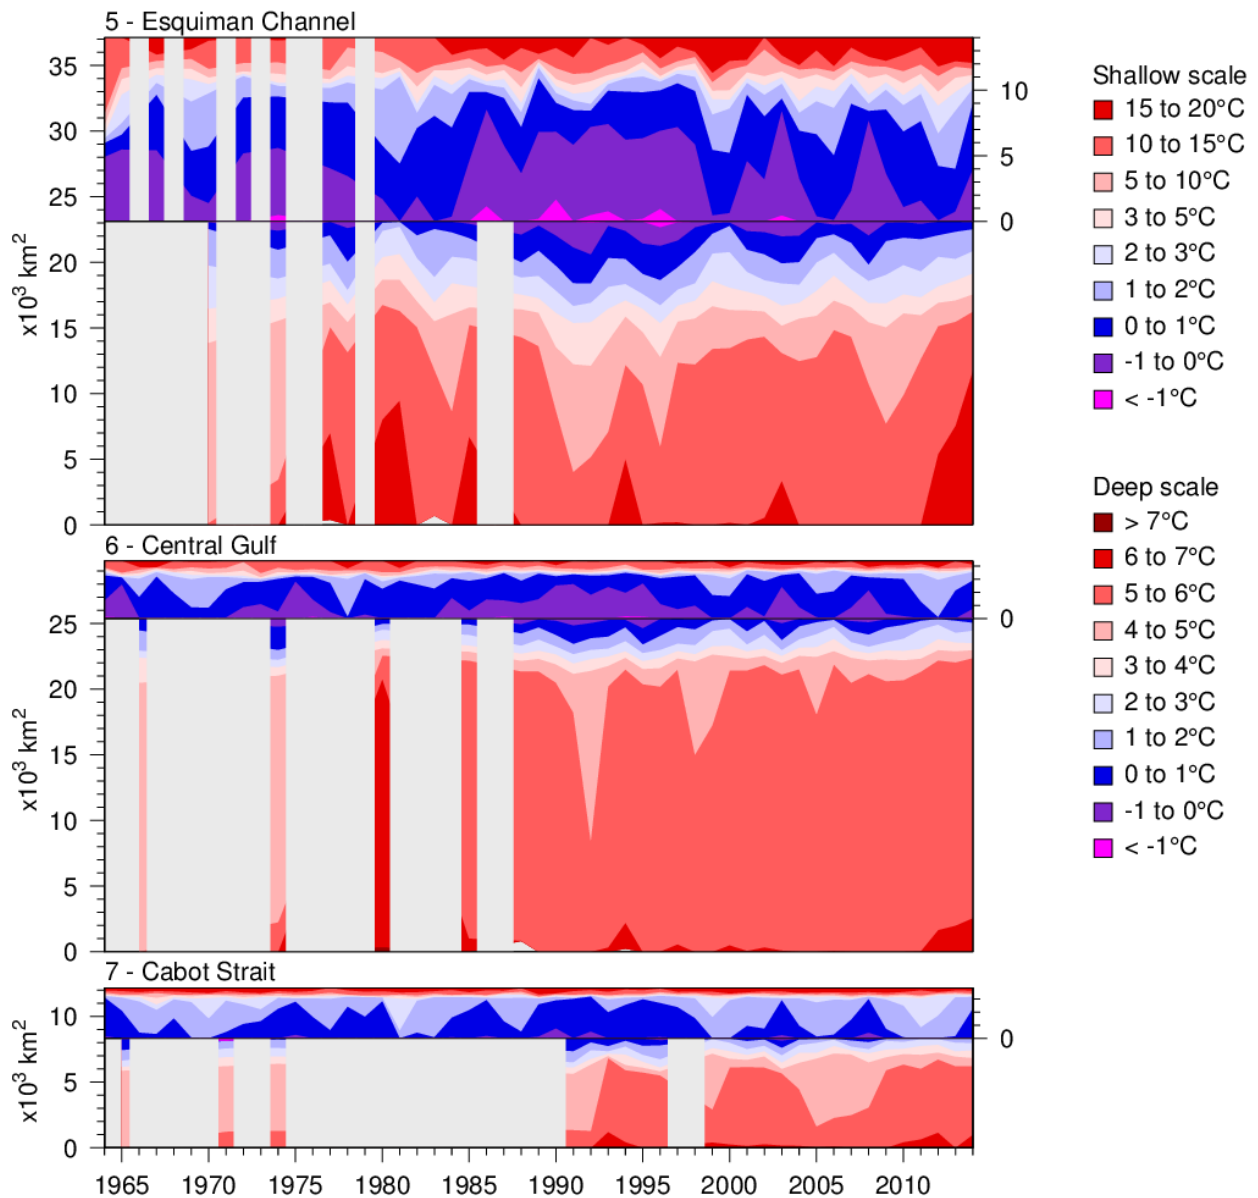 5 - Esquiman Channel
35
30
25
20
15
10
5
0
x10³ km²
10
5
0
6 - Central Gulf
25
20
15
10
5
0
x10³ km²
0
7 - Cabot Strait
10
5
0
x10³ km²
0
1965 1970 1975 1980 1985 1990 1995 2000 2005 2010
Shallow scale
15 to 20°C
10 to 15°C
5 to 10°C
3 to 5°C
2 to 3°C
1 to 2°C
0 to 1°C
-1 to 0°C
< -1°C
Deep scale
> 7°C
6 to 7°C
5 to 6°C
4 to 5°C
3 to 4°C
2 to 3°C
1 to 2°C
0 to 1°C
-1 to 0°C
< -1°C